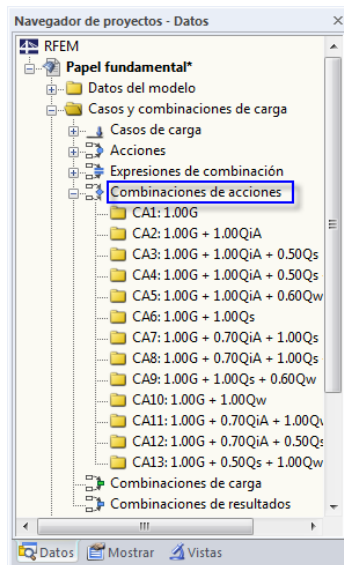 Navegador de proyectos - Datos
RFEM
Papel fundamental*
Datos del modelo
Casos y combinaciones de carga
Casos de carga
Acciones
Expresiones de combinación
Combinaciones de acciones
CA1: 1.00G
CA2: 1.00G + 1.00QiA
CA3: 1.00G + 1.00QiA + 0.50Qs
CA4: 1.00G + 1.00QiA + 0.50Qs
CA5: 1.00G + 1.00QiA + 0.60Qw
CA6: 1.00G + 1.00Qs
CA7: 1.00G + 0.70QiA + 1.00Qs
CA8: 1.00G + 0.70QiA + 1.00Qs
CA9: 1.00G + 1.00Qs + 0.60Qw
CA10: 1.00G + 1.00Qw
CA11: 1.00G + 0.70QiA + 1.00Q
CA12: 1.00G + 0.70QiA + 0.50Q
CA13: 1.00G + 0.50Qs + 1.00Qw
Combinaciones de carga
Combinaciones de resultados
Datos Mostrar Vistas